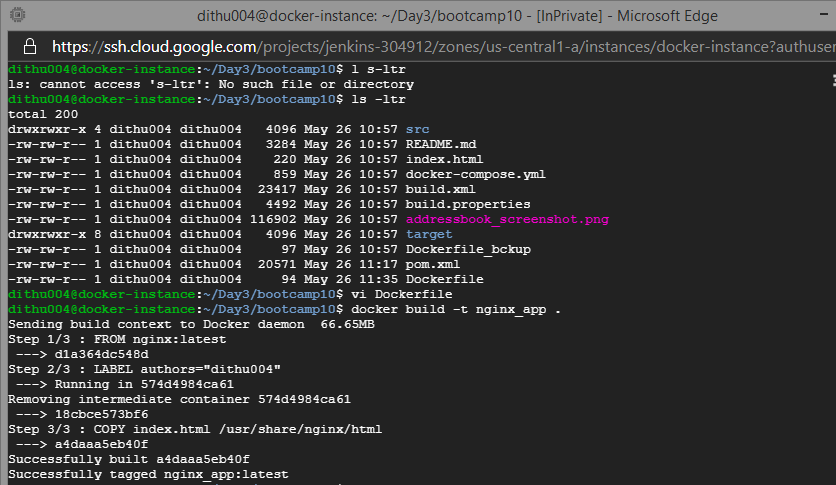 dithu004@docker-instance: ~/Day3/bootcamp10 - [InPrivate] - Microsoft Edge
https://ssh.cloud.google.com/projects/jenkins-304912/zones/us-central1-a/instances/docker-instance?authuser
dithu004@docker-instance:~/Day3/bootcamp10$ l s-ltr
ls: cannot access 's-ltr': No such file or directory
dithu004@docker-instance:~/Day3/bootcamp10$ ls -ltr
total 200
drwxrwxr-x 4 dithu004 dithu004   4096 May 26 10:57 src
-rw-rw-r-- 1 dithu004 dithu004   3284 May 26 10:57 README.md
-rw-rw-r-- 1 dithu004 dithu004    220 May 26 10:57 index.html
-rw-rw-r-- 1 dithu004 dithu004    859 May 26 10:57 docker-compose.yml
-rw-rw-r-- 1 dithu004 dithu004  23417 May 26 10:57 build.xml
-rw-rw-r-- 1 dithu004 dithu004   4492 May 26 10:57 build.properties
-rw-rw-r-- 1 dithu004 dithu004 116902 May 26 10:57 addressbook_screenshot.png
drwxrwxr-x 8 dithu004 dithu004   4096 May 26 10:57 target
-rw-rw-r-- 1 dithu004 dithu004     97 May 26 10:57 Dockerfile_bckup
-rw-rw-r-- 1 dithu004 dithu004  20571 May 26 11:17 pom.xml
-rw-rw-r-- 1 dithu004 dithu004     94 May 26 11:35 Dockerfile
dithu004@docker-instance:~/Day3/bootcamp10$ vi Dockerfile
dithu004@docker-instance:~/Day3/bootcamp10$ docker build -t nginx_app .
Sending build context to Docker daemon  66.65MB
Step 1/3 : FROM nginx:latest
 ---> d1a364dc548d
Step 2/3 : LABEL authors="dithu004"
 ---> Running in 574d4984ca61
Removing intermediate container 574d4984ca61
 ---> 18cbce573bf6
Step 3/3 : COPY index.html /usr/share/nginx/html
 ---> a4daaa5eb40f
Successfully built a4daaa5eb40f
Successfully tagged nginx_app:latest